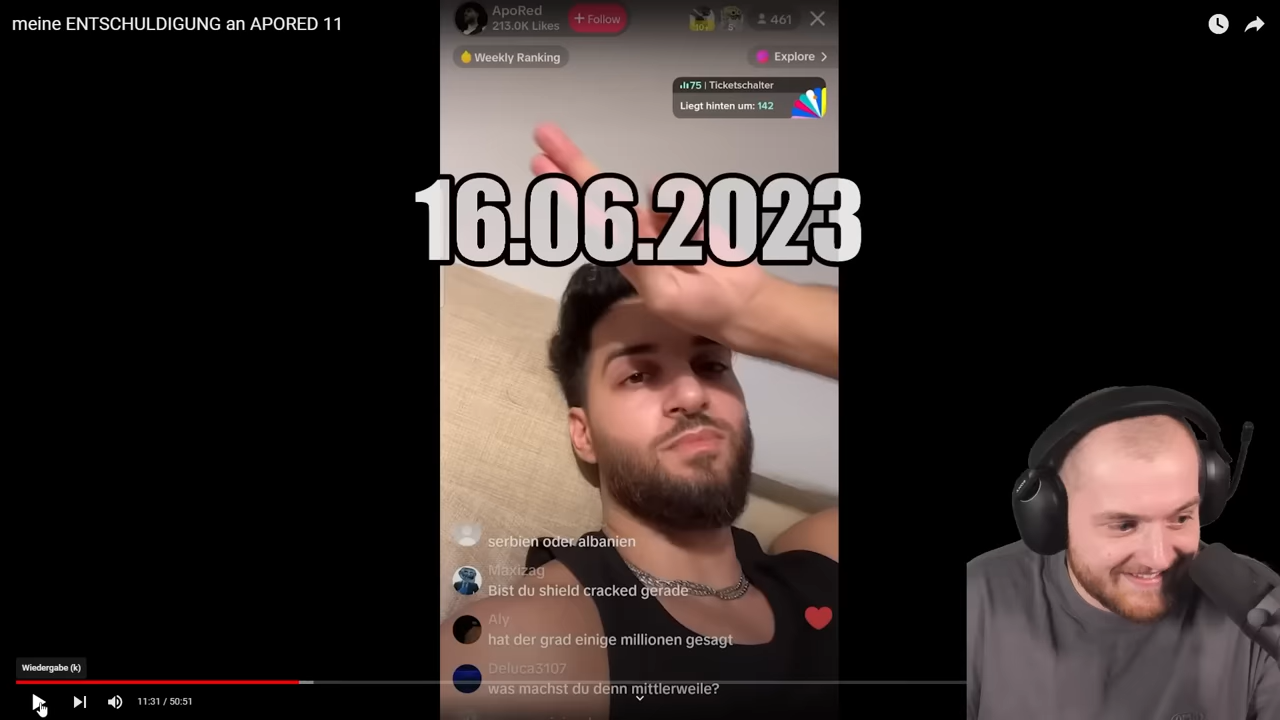 meine ENTSCHULDIGUNG an APORED 11
ApoRed
213.0K Likes
+ Follow
461
Weekly Ranking
Explore
75 | Ticketschalter
Liegt hinten um: 142
16.06.2023
serbien oder albanien
Maxizag
Bist du shield cracked gerade
Aly
hat der grad einige millionen gesagt
Deluca3107
was machst du denn mittlerweile?
Wiedergabe (k)
11:31 / 50:51